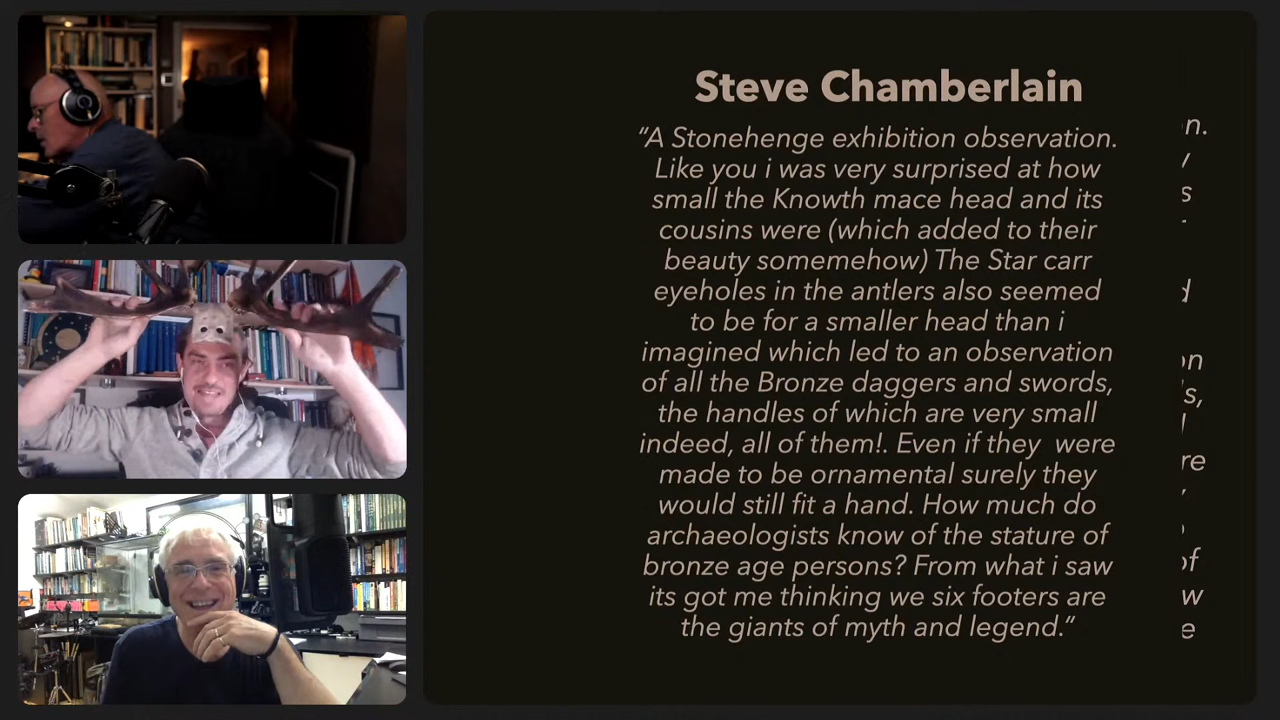 Steve Chamberlain
“A Stonehenge exhibition observation.
Like you i was very surprised at how
small the Knowth mace head and its
cousins were (which added to their
beauty somemehow) The Star carr
eyeholes in the antlers also seemed
to be for a smaller head than i
imagined which led to an observation
of all the Bronze daggers and swords,
the handles of which are very small
indeed, all of them!. Even if they  were
made to be ornamental surely they
would still fit a hand. How much do
archaeologists know of the stature of
bronze age persons? From what i saw
its got me thinking we six footers are
the giants of myth and legend.“